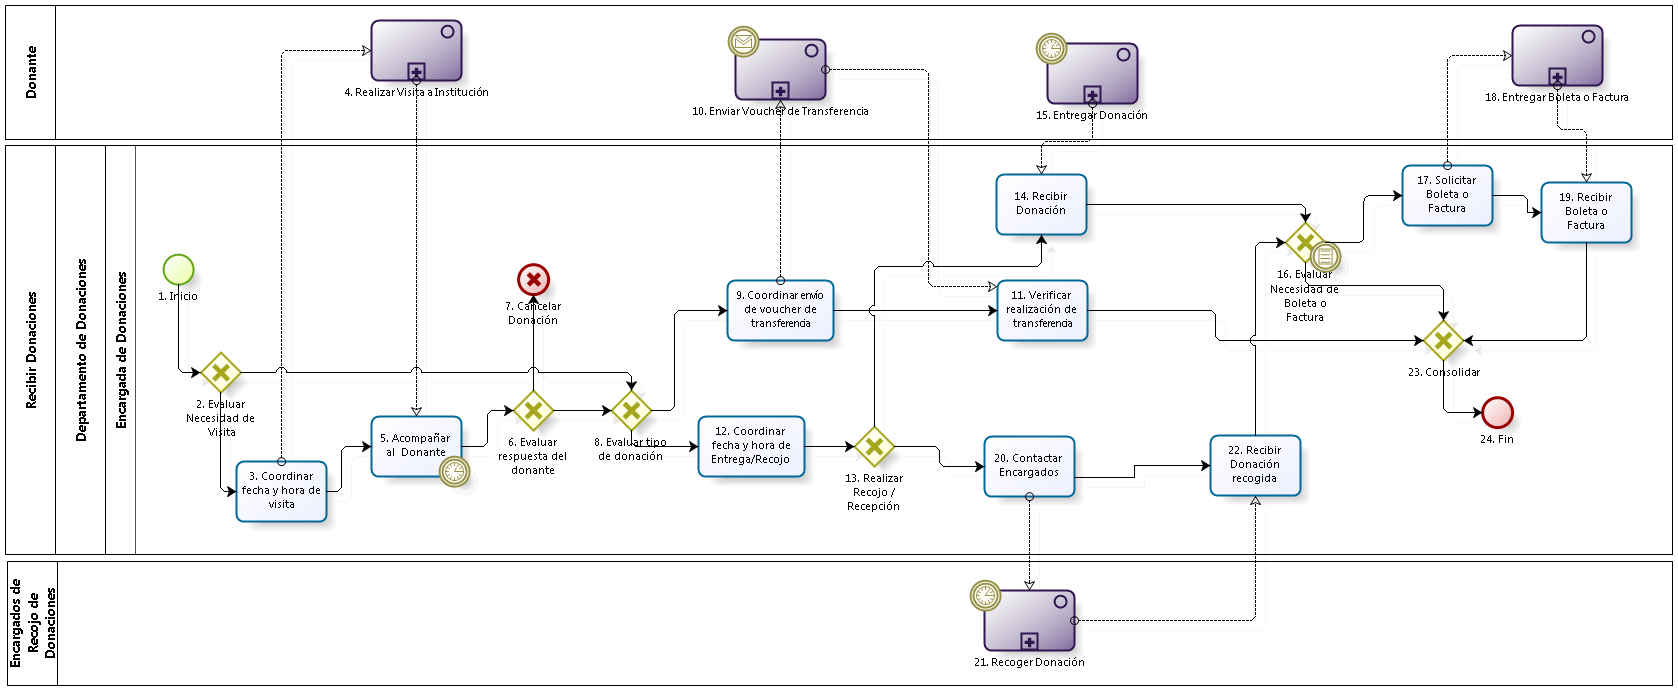 Donante
4. Realizar Visita a Institución
10. Enviar Voucher de Transferencia
15. Entregar Donación
18. Entregar Boleta o Factura
Recibir Donaciones
Departamento de Donaciones
Encargada de Donaciones
1. Inicio
2. Evaluar
Necesidad de
Visita
3. Coordinar
fecha y hora de
visita
5. Acompañar
al Donante
6. Evaluar
respuesta del
donante
7. Cancelar
Donación
8. Evaluar tipo
de donación
9. Coordinar envío
de voucher de
transferencia
11. Verificar
realización de
transferencia
12. Coordinar
fecha y hora de
Entrega/Recojo
13. Realizar
Recojo /
Recepción
14. Recibir
Donación
16. Evaluar
Necesidad de
Boleta o
Factura
17. Solicitar
Boleta o
Factura
19. Recibir
Boleta o
Factura
20. Contactar
Encargados
22. Recibir
Donación
recogida
23. Consolidar
24. Fin
Encargados de
Recojo de
Donaciones
21. Recoger Donación